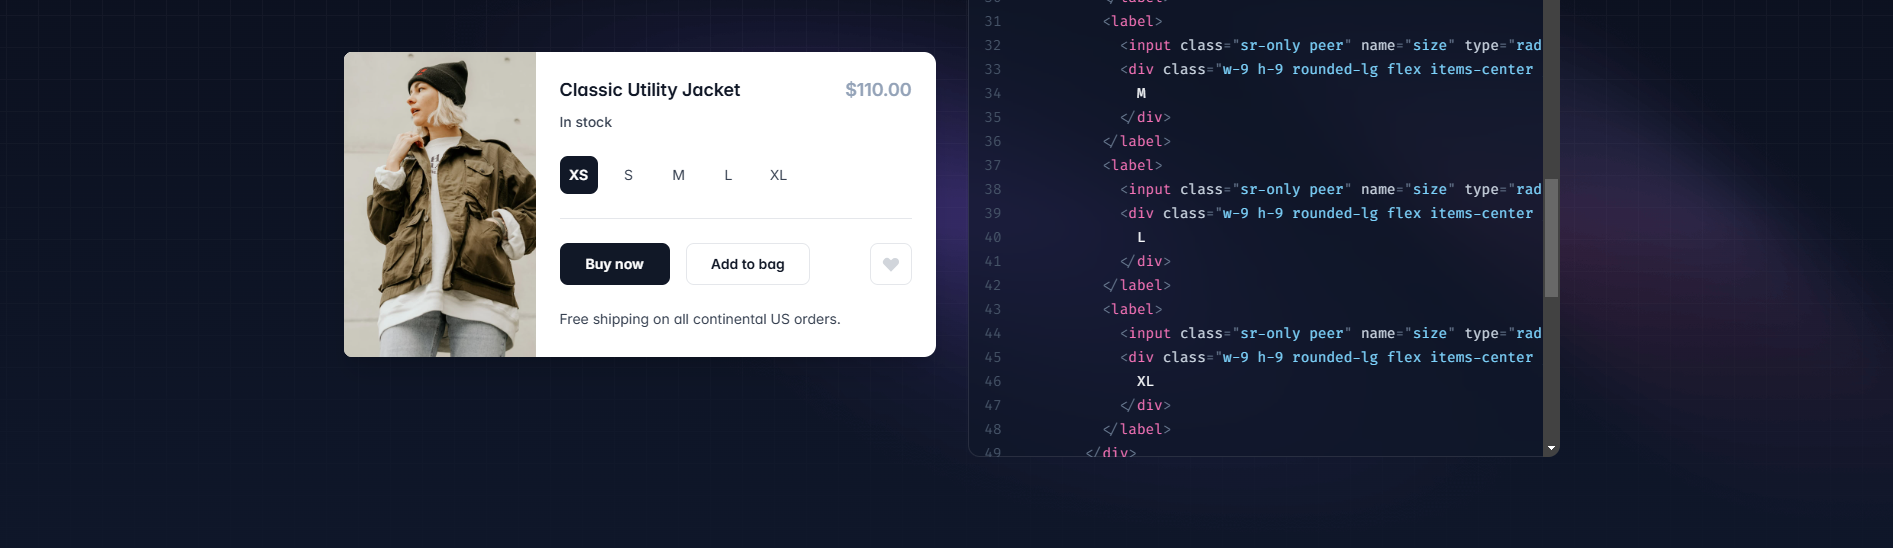 Classic Utility Jacket $110.00
In stock
XS S M L XL
Buy now Add to bag
Free shipping on all continental US orders.
30 </label>
31 <label>
32 <input class="sr-only peer" name="size" type="rad
33 <div class="w-9 h-9 rounded-lg flex items-center
34 M
35 </div>
36 </label>
37 <label>
38 <input class="sr-only peer" name="size" type="rad
39 <div class="w-9 h-9 rounded-lg flex items-center
40 L
41 </div>
42 </label>
43 <label>
44 <input class="sr-only peer" name="size" type="rad
45 <div class="w-9 h-9 rounded-lg flex items-center
46 XL
47 </div>
48 </label>
49 </div>